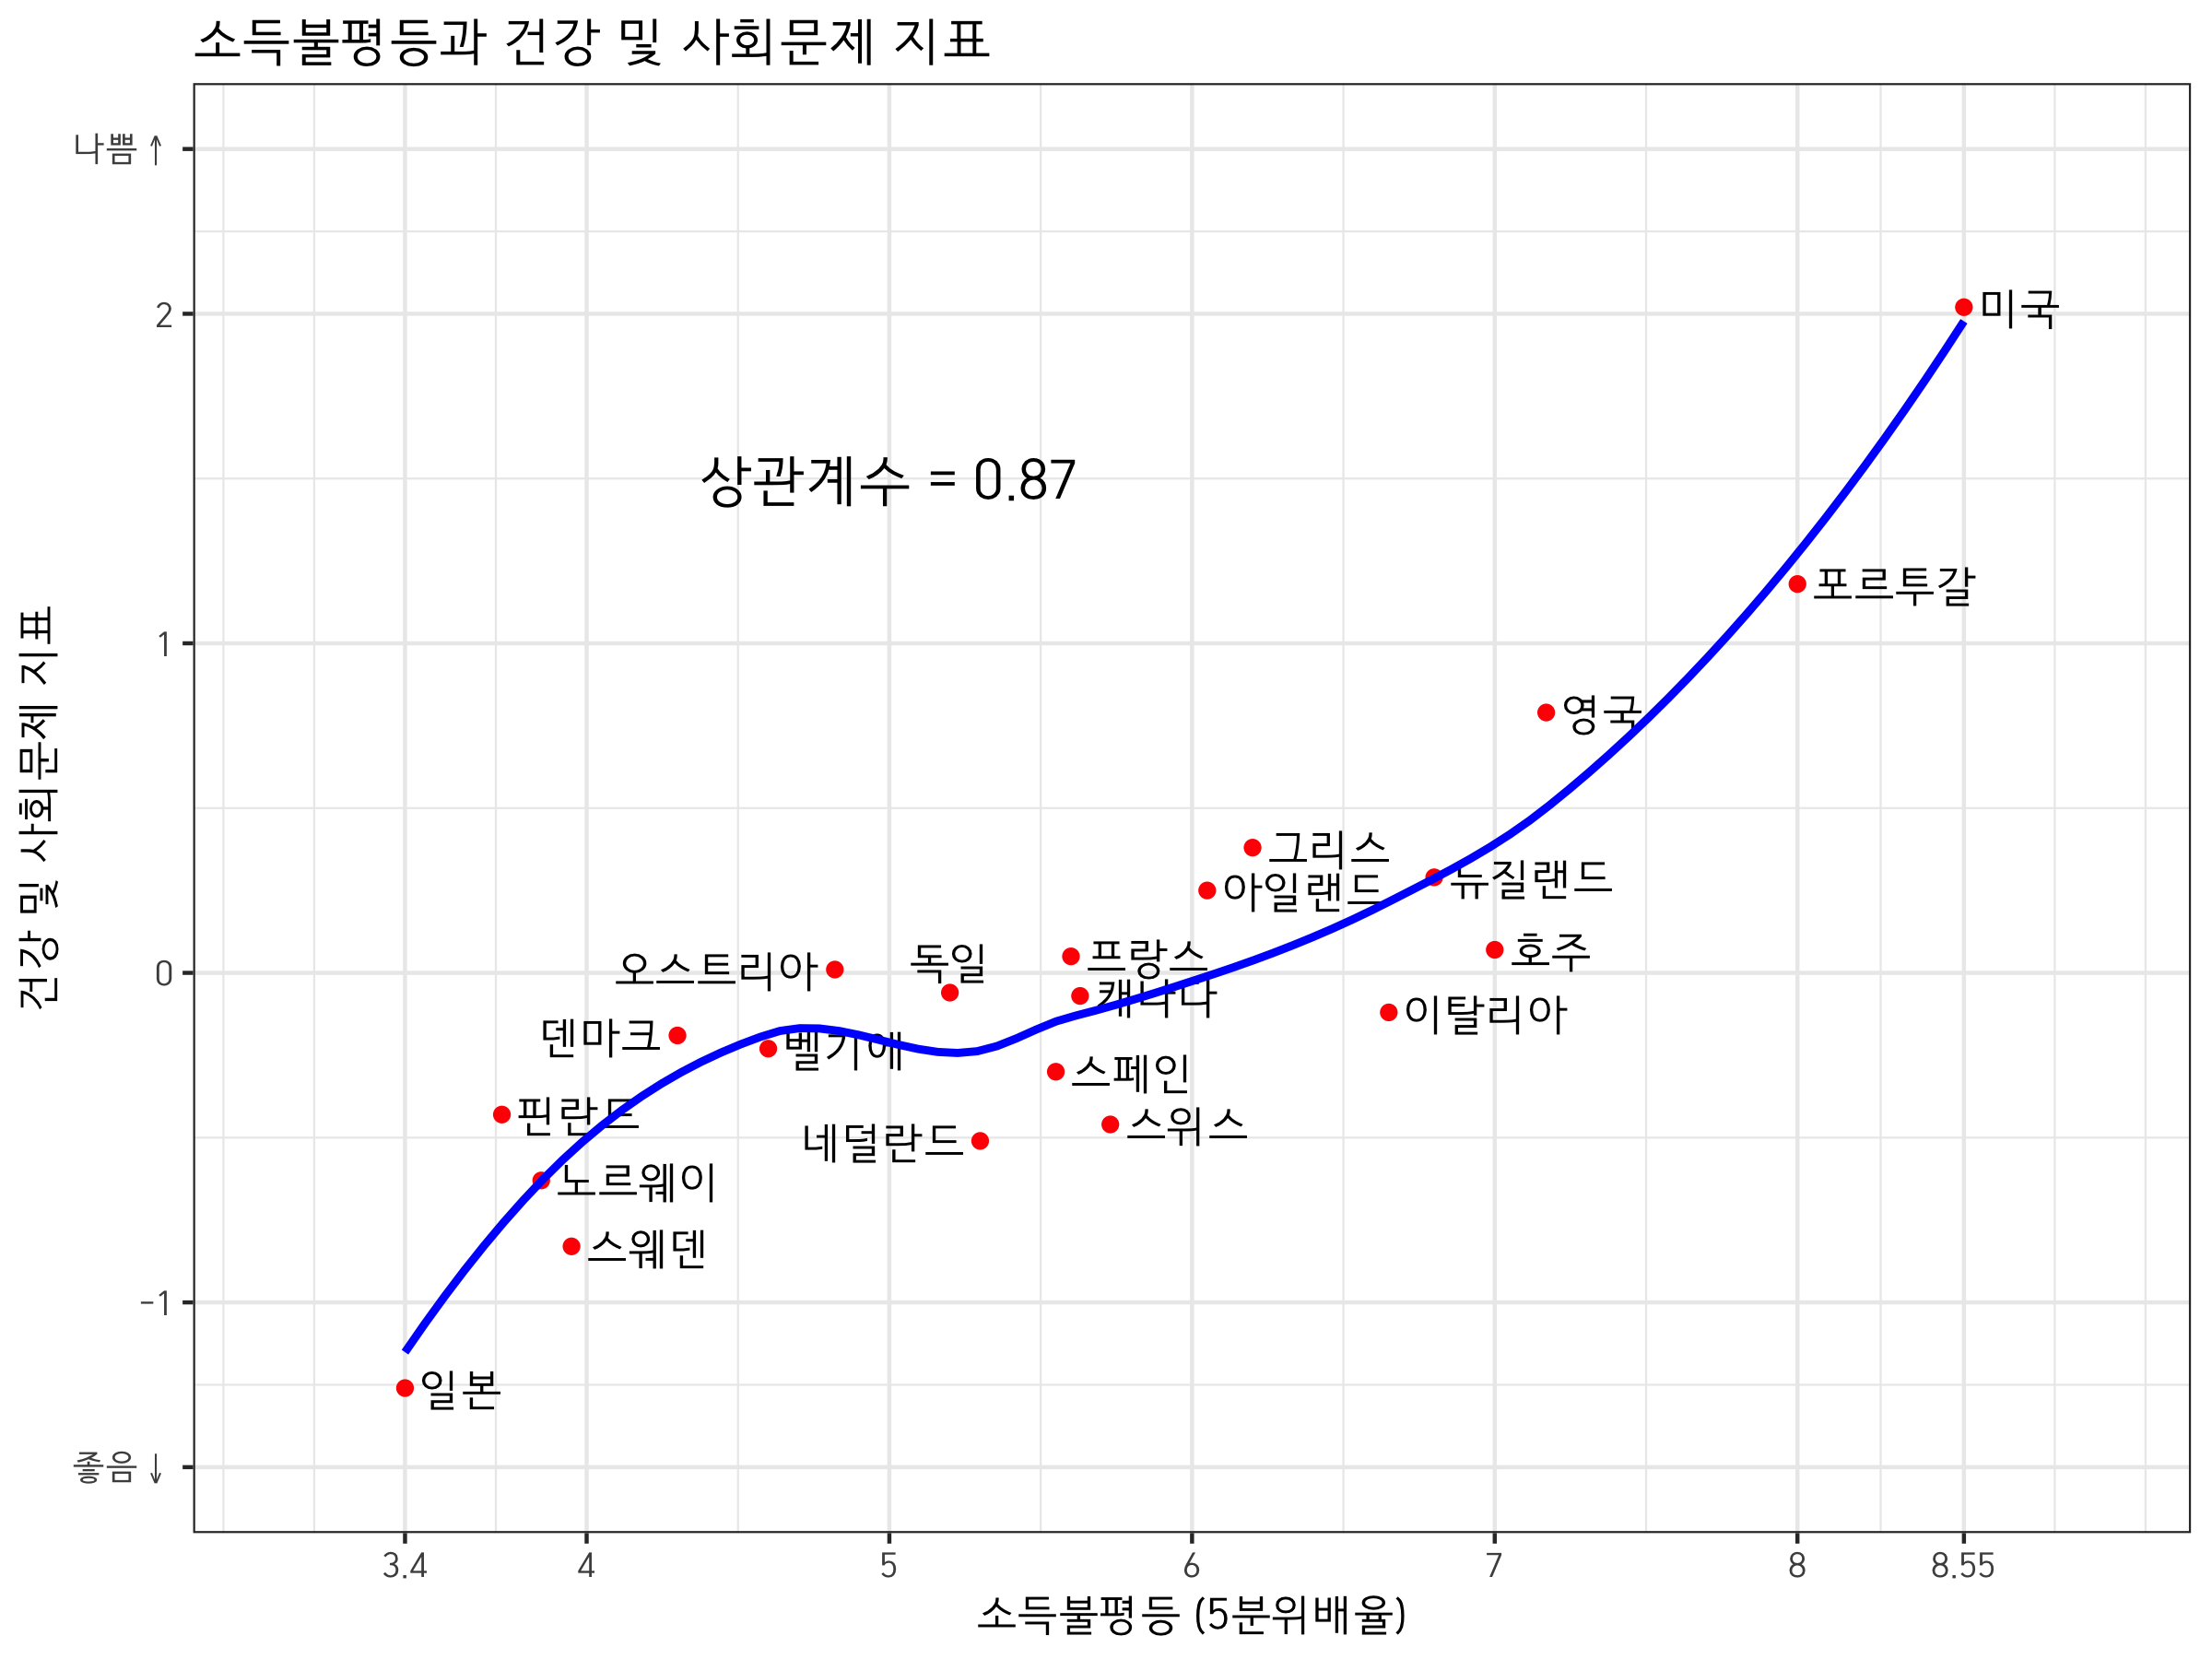 소득불평등과 건강 및 사회문제 지표
나쁨 ↑
2
미국
상관계수 = 0.87
포르투갈
1
영국
그리스
뉴질랜드
아일랜드
호주
프랑스
독일
오스트리아
0
캐나다
이탈리아
덴마크
벨기에
스페인
핀란드
스위스
네덜란드
노르웨이
스웨덴
-1
일본
좋음 ↓
3.4 4 5 6 7 8 8.55
소득불평등 (5분위배율)
건강 및 사회문제 지표